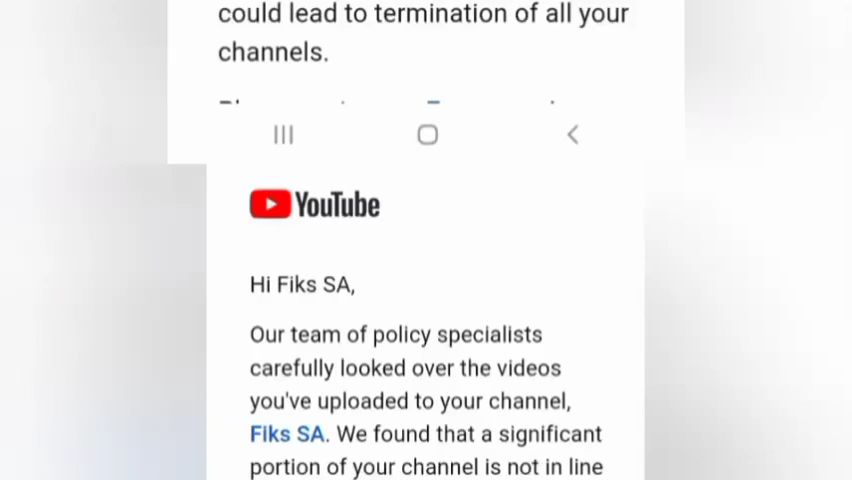 could lead to termination of all your
channels.
YouTube
Hi Fiks SA,
Our team of policy specialists
carefully looked over the videos
you've uploaded to your channel,
Fiks SA. We found that a significant
portion of your channel is not in line